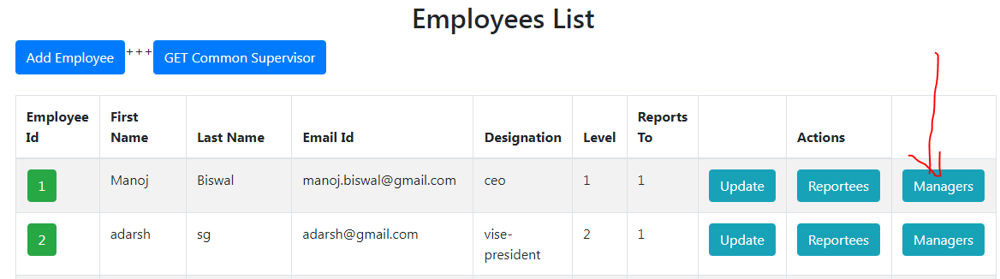 Employees List
Add Employee +++ GET Common Supervisor
Employee Id First Name Last Name Email Id Designation Level Reports To Actions
1 Manoj Biswal manoj.biswal@gmail.com ceo 1 1 Update Reportees Managers
2 adarsh sg adarsh@gmail.com vise-president 2 1 Update Reportees Managers